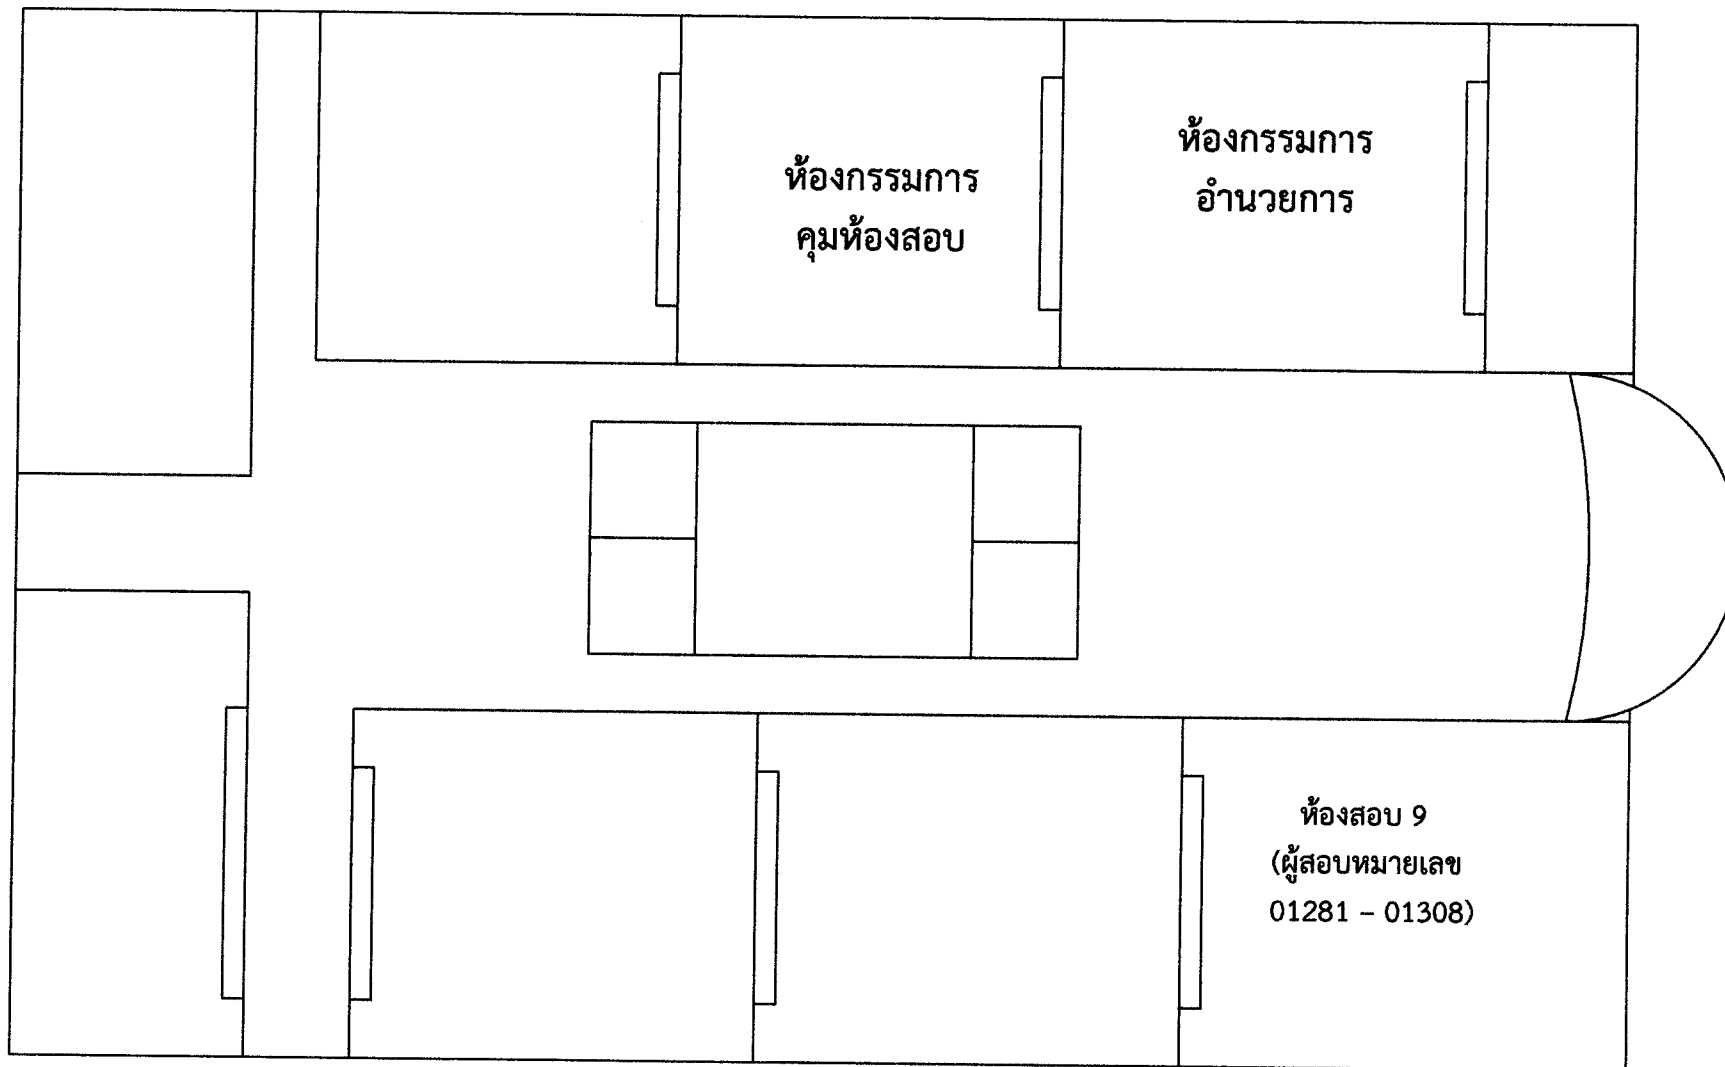 ห้องกรรมการ
คุมห้องสอบ
ห้องกรรมการ
อำนวยการ
ห้องสอบ 9
(ผู้สอบหมายเลข
01281 – 01308)